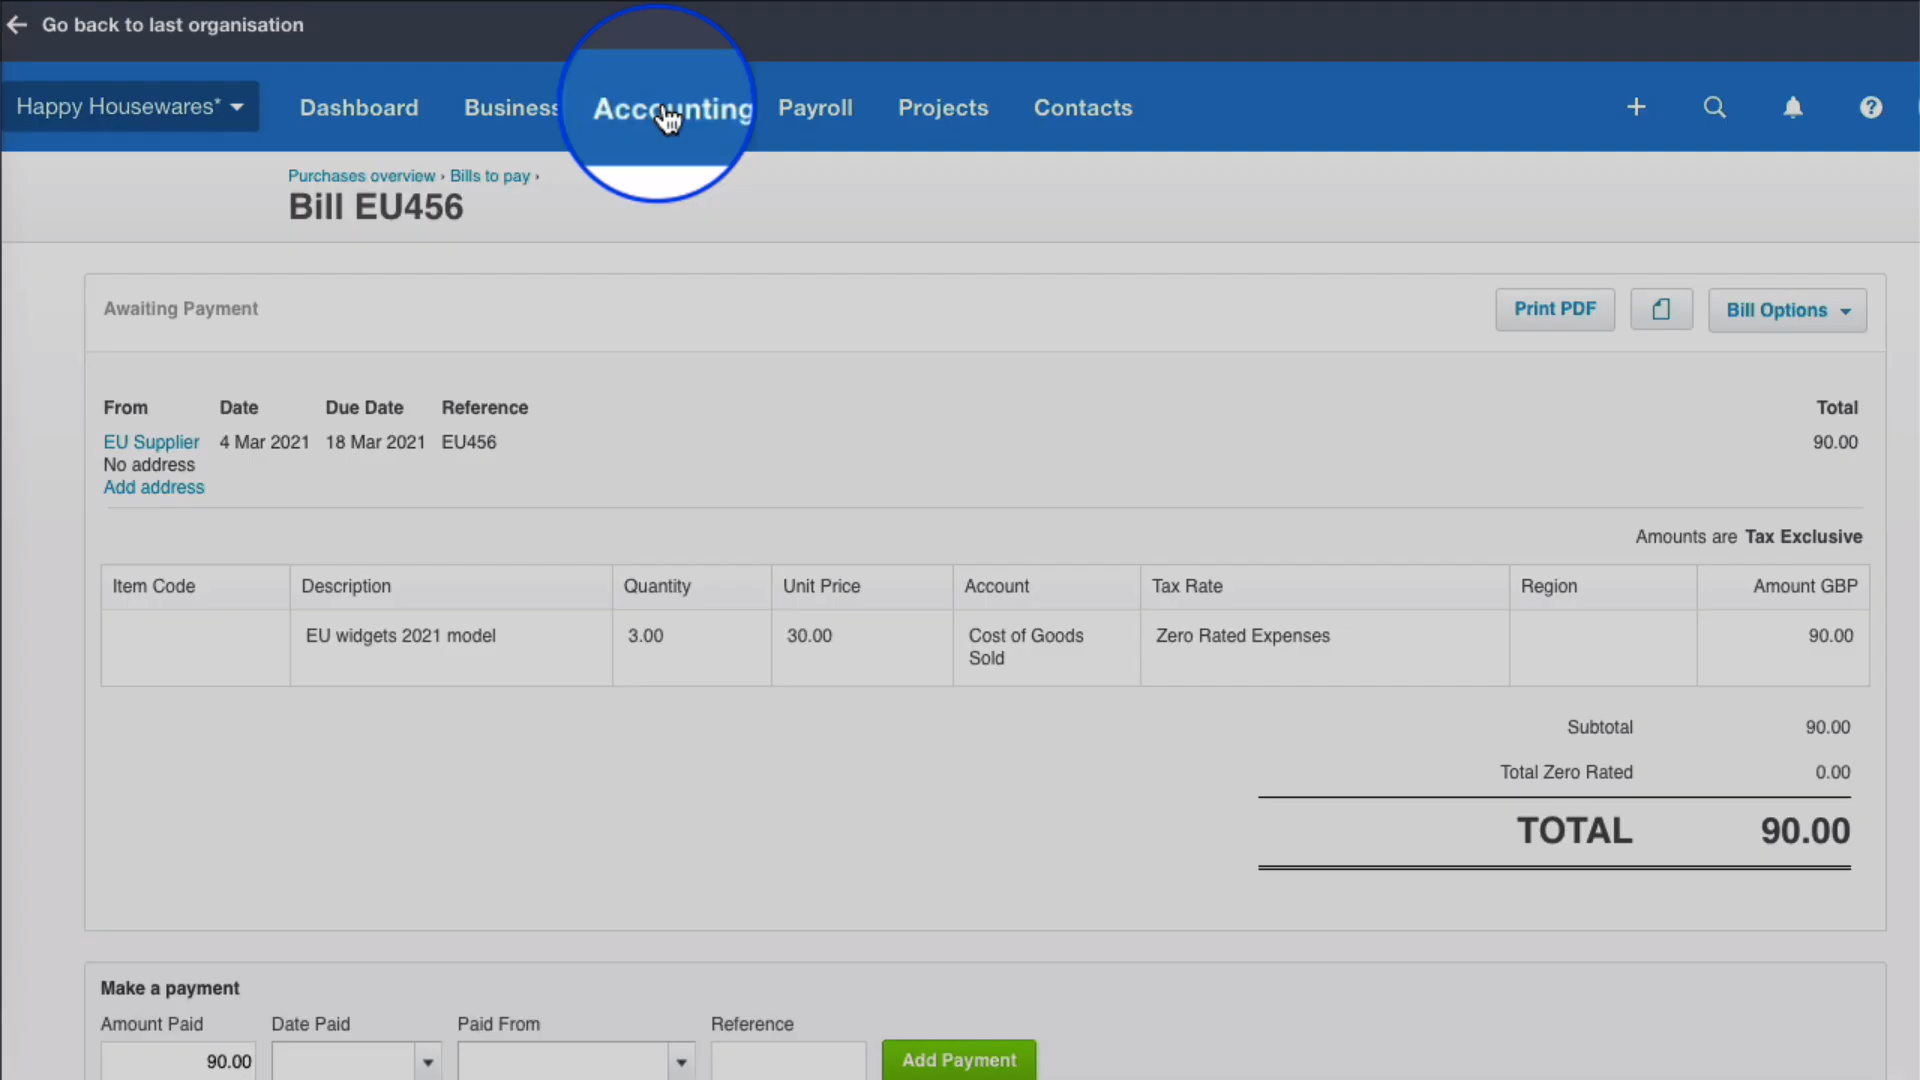 Go back to last organisation
Happy Housewares* Dashboard Business Accounting Payroll Projects Contacts
Purchases overview › Bills to pay ›
Bill EU456
Awaiting Payment
Print PDF
Bill Options
From Date Due Date Reference Total
EU Supplier 4 Mar 2021 18 Mar 2021 EU456 90.00
No address
Add address
Amounts are Tax Exclusive
Item Code Description Quantity Unit Price Account Tax Rate Region Amount GBP
EU widgets 2021 model 3.00 30.00 Cost of Goods Zero Rated Expenses 90.00
Sold
Subtotal 90.00
Total Zero Rated 0.00
TOTAL 90.00
Make a payment
Amount Paid Date Paid Paid From Reference
90.00 Add Payment